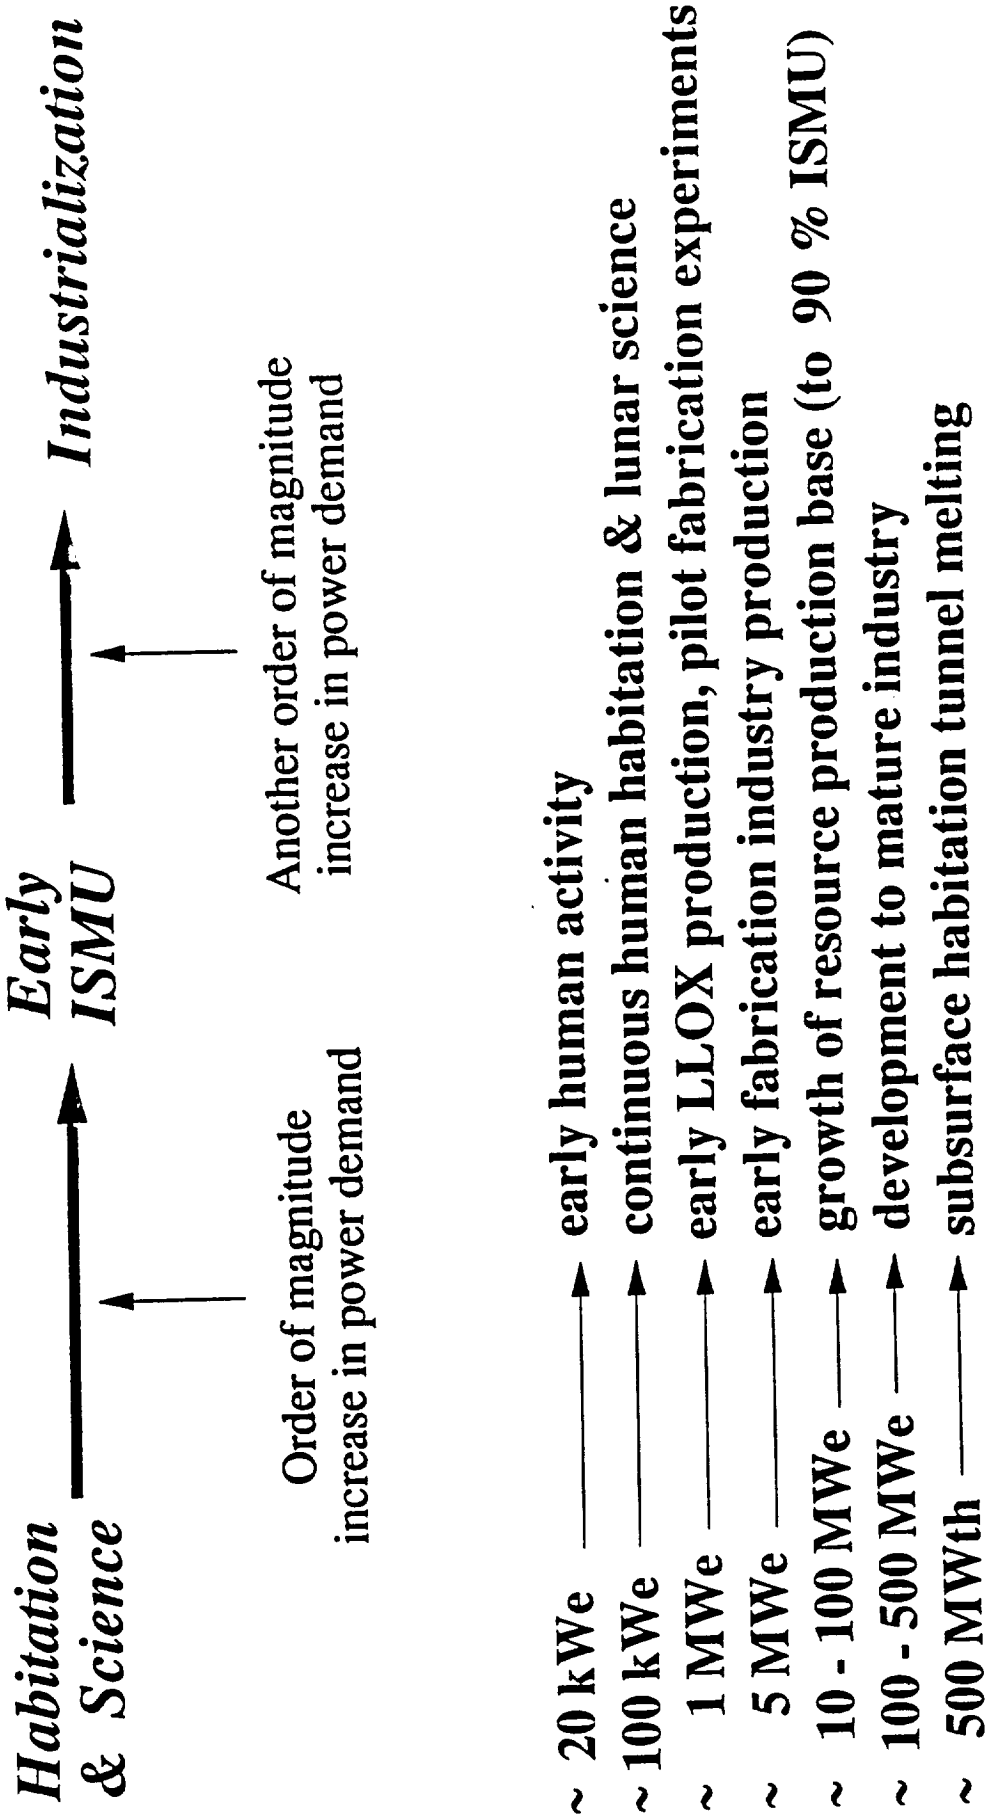 Habitation
& Science
Early
ISMU
Industrialization
Order of magnitude
increase in power demand
Another order of magnitude
increase in power demand
~ 20 kWe early human activity
~ 100 kWe continuous human habitation & lunar science
~ 1 MWe early LLOX production, pilot fabrication experiments
~ 5 MWe early fabrication industry production
~ 10 - 100 MWe growth of resource production base (to 90 % ISMU)
~ 100 - 500 MWe development to mature industry
~ 500 MWth subsurface habitation tunnel melting